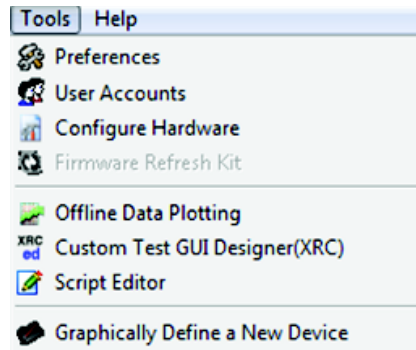 Tools Help
Preferences
User Accounts
Configure Hardware
Firmware Refresh Kit
Offline Data Plotting
XRC
ed Custom Test GUI Designer(XRC)
Script Editor
Graphically Define a New Device